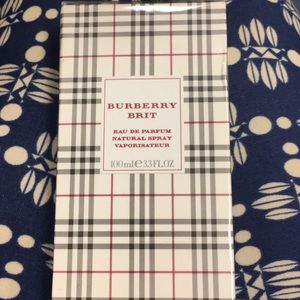 BURBERRY
BRIT
EAU DE PARFUM
NATURAL SPRAY
VAPORISATEUR
100 ml ℮ 3.3 FL.OZ